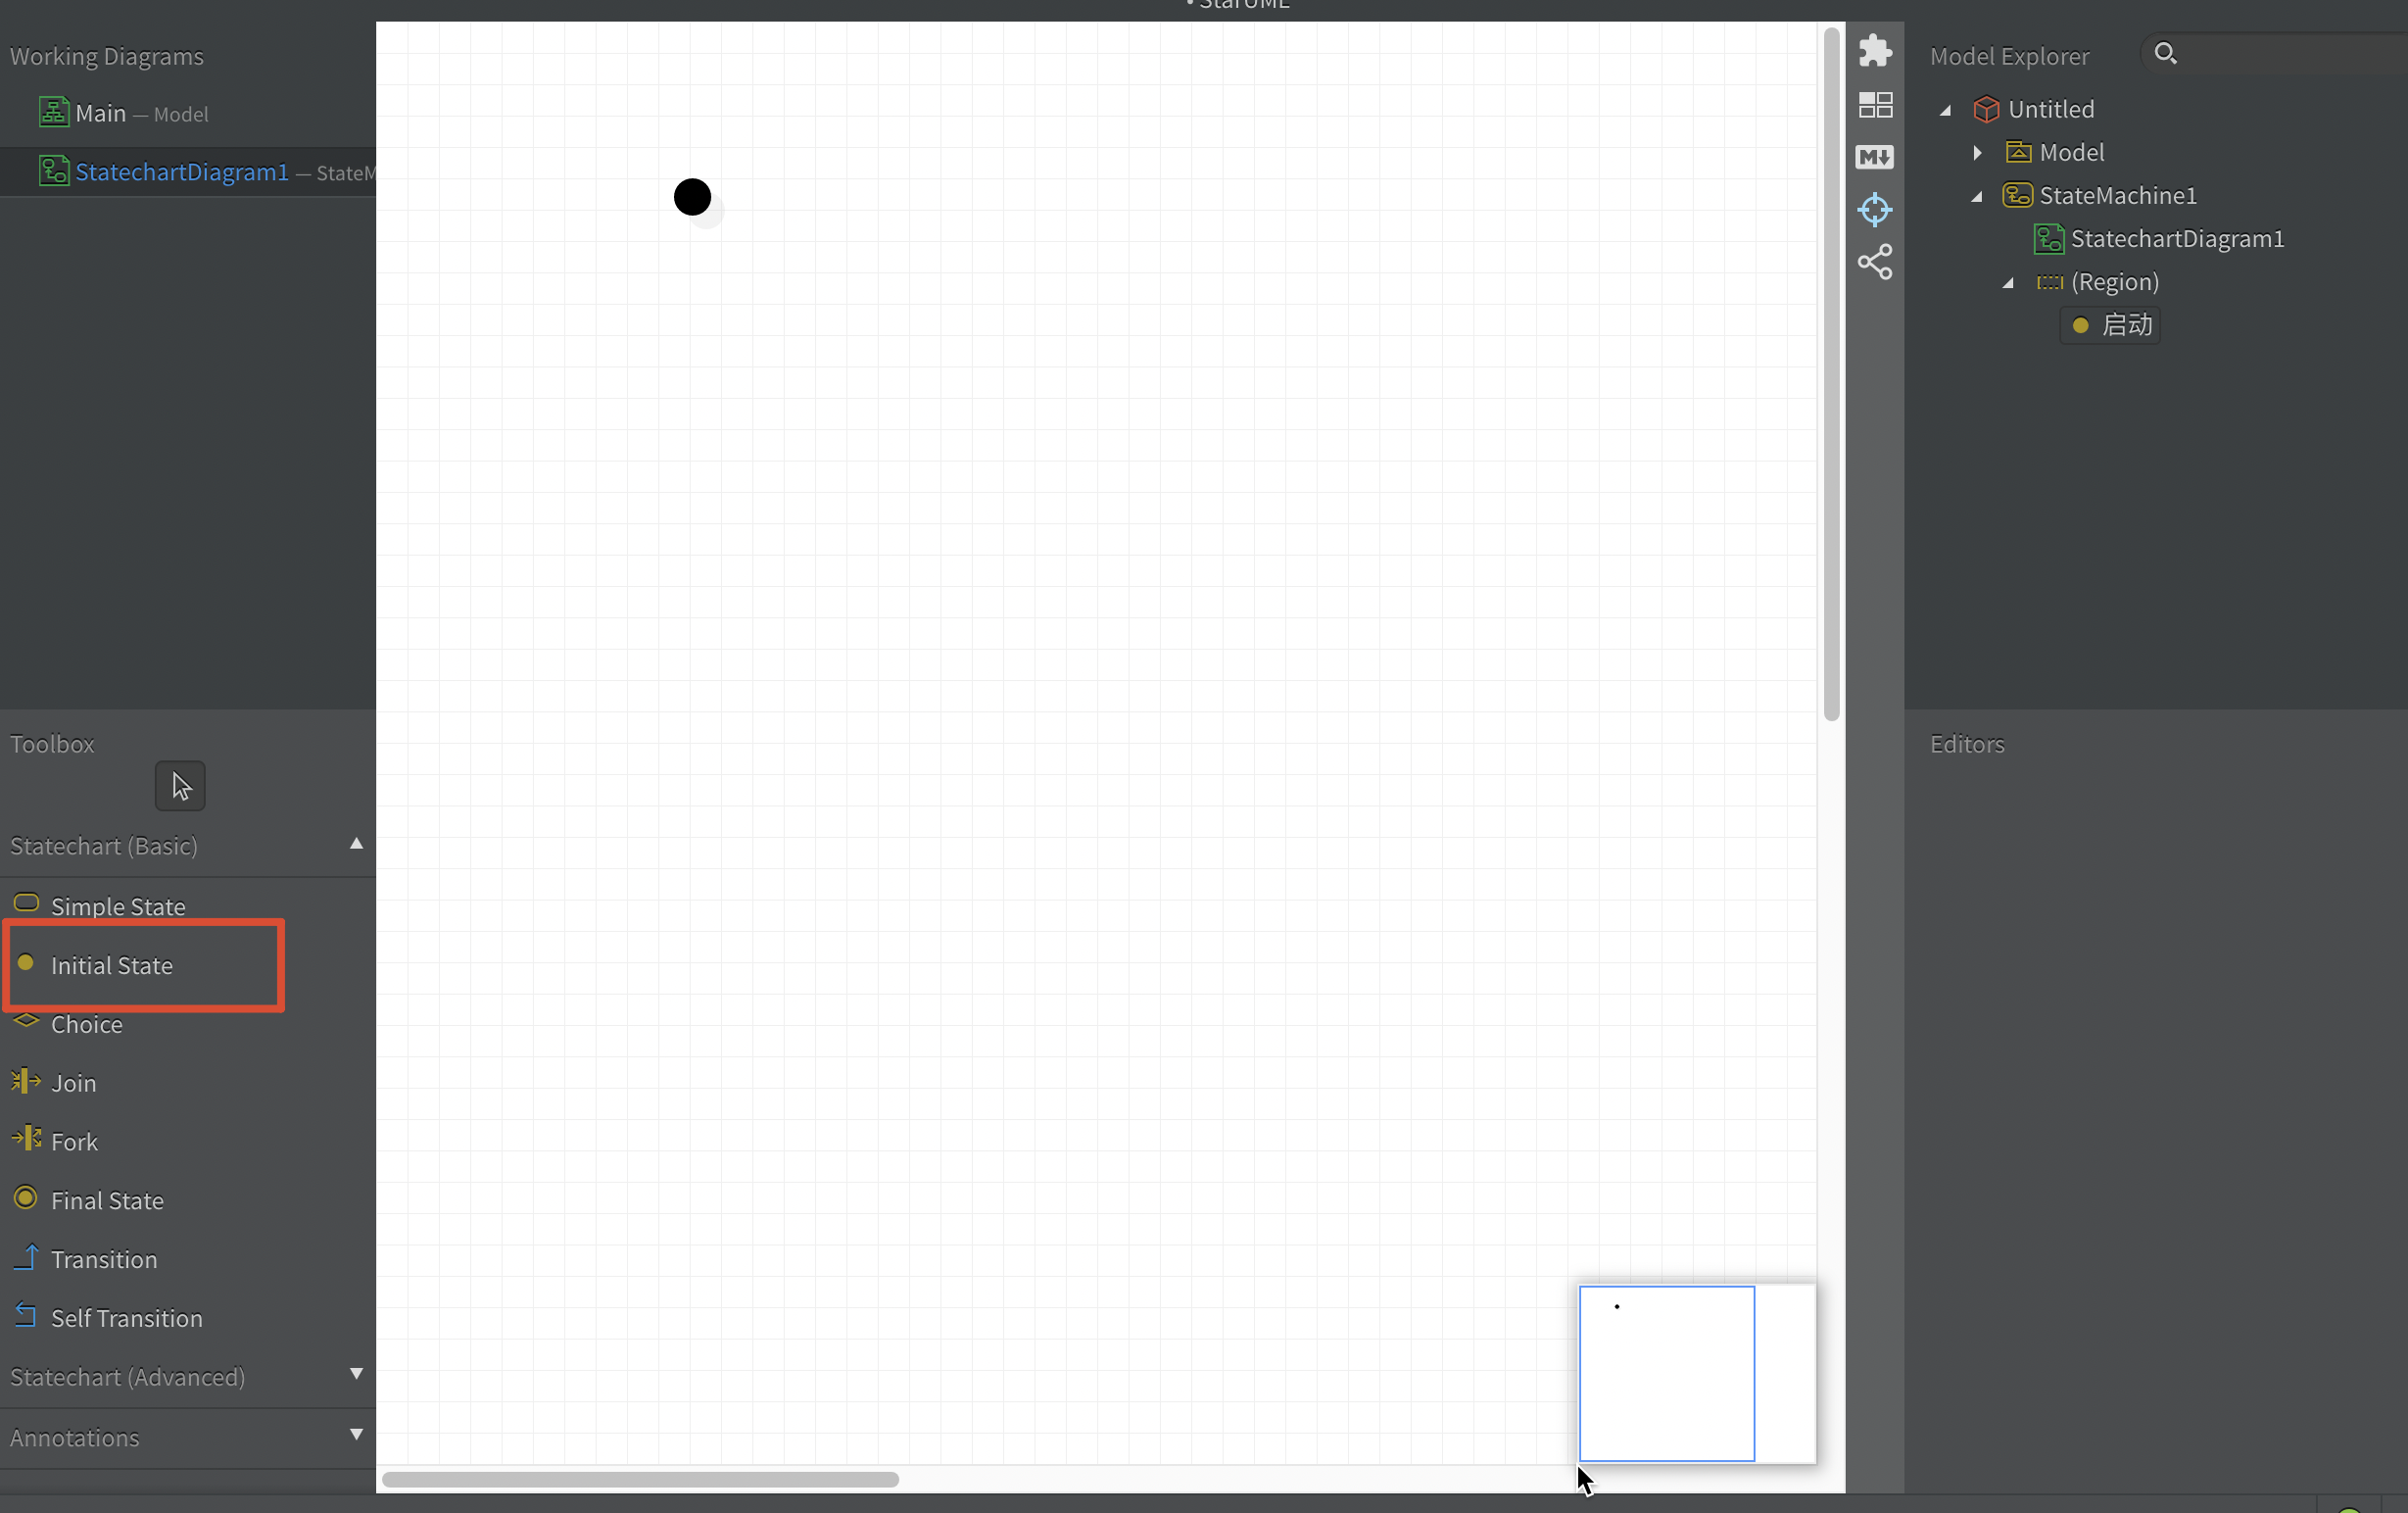 • StarUML
Working Diagrams
Main — Model
StatechartDiagram1 — StateM
Toolbox
Statechart (Basic)
Simple State
Initial State
Choice
Join
Fork
Final State
Transition
Self Transition
Statechart (Advanced)
Annotations
M
Model Explorer
Untitled
Model
StateMachine1
StatechartDiagram1
(Region)
启动
Editors